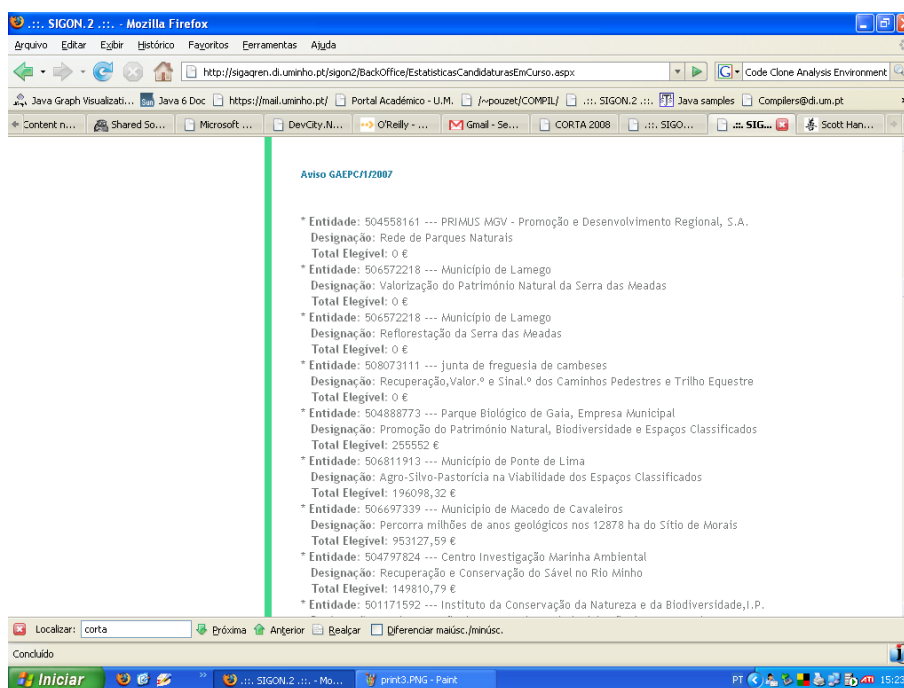 .::. SIGON.2 .::. - Mozilla Firefox
Arquivo Editar Exibir Histórico Favoritos Ferramentas Ajuda
http://sigaqren.di.uminho.pt/sigon2/BackOffice/EstatisticasCandidaturasEmCurso.aspx
Code Clone Analysis Environment
Java Graph Visualizati... Java 6 Doc https://mail.uminho.pt/ Portal Académico - U.M. /~pouzet/COMPIL/ .::. SIGON.2 .::. Java samples Compilers@di.um.pt
Content n... Shared So... Microsoft ... DevCity.N... O'Reilly - ... Gmail - Se... CORTA 2008 .::. SIGO... .::. SIG... Scott Han...
Aviso GAEPC/1/2007
* Entidade: 504558161 --- PRIMUS MGV - Promoção e Desenvolvimento Regional, S.A.
Designação: Rede de Parques Naturais
Total Elegível: 0 €
* Entidade: 506572218 --- Município de Lamego
Designação: Valorização do Património Natural da Serra das Meadas
Total Elegível: 0 €
* Entidade: 506572218 --- Município de Lamego
Designação: Reflorestação da Serra das Meadas
Total Elegível: 0 €
* Entidade: 508073111 --- junta de freguesia de cambeses
Designação: Recuperação,Valor.º e Sinal.º dos Caminhos Pedestres e Trilho Equestre
Total Elegível: 0 €
* Entidade: 504888773 --- Parque Biológico de Gaia, Empresa Municipal
Designação: Promoção do Património Natural, Biodiversidade e Espaços Classificados
Total Elegível: 255552 €
* Entidade: 506811913 --- Município de Ponte de Lima
Designação: Agro-Silvo-Pastorícia na Viabilidade dos Espaços Classificados
Total Elegível: 196098,32 €
* Entidade: 506697339 --- Municipio de Macedo de Cavaleiros
Designação: Percorra milhões de anos geológicos nos 12878 ha do Sítio de Morais
Total Elegível: 953127,59 €
* Entidade: 504797824 --- Centro Investigação Marinha Ambiental
Designação: Recuperação e Conservação do Sável no Rio Minho
Total Elegível: 149810,79 €
* Entidade: 501171592 --- Instituto da Conservação da Natureza e da Biodiversidade,I.P.
Localizar: corta Próxima Anterior Realçar Diferenciar maiúsc./minúsc.
Concluído
Iniciar .::. SIGON.2 .::. - Mo... print3.PNG - Paint PT 15:23